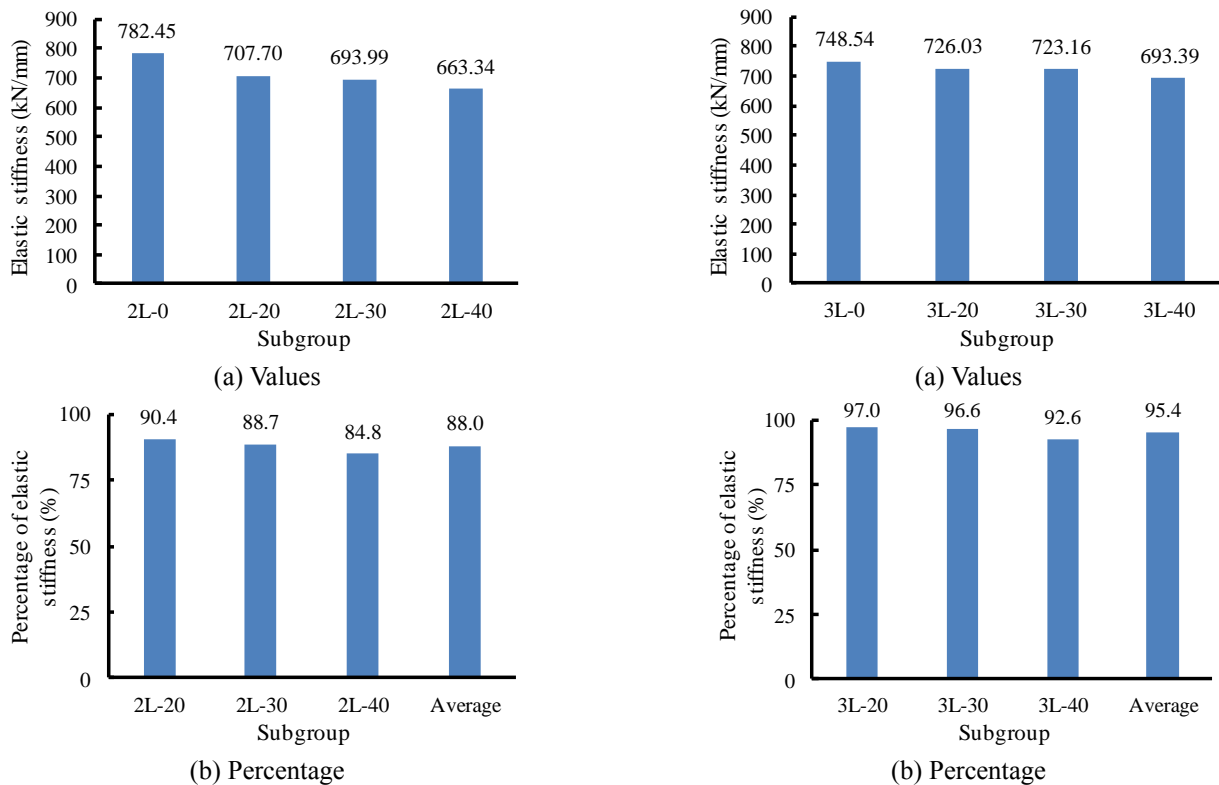 900
800
700
600
500
400
300
200
100
0
Elastic stiffness (kN/mm)
782.45
707.70
693.99
663.34
2L-0 2L-20 2L-30 2L-40
Subgroup
(a) Values
900
800
700
600
500
400
300
200
100
0
Elastic stiffness (kN/mm)
748.54
726.03
723.16
693.39
3L-0 3L-20 3L-30 3L-40
Subgroup
(a) Values
100
75
50
25
0
Percentage of elastic
stiffness (%)
90.4
88.7
84.8
88.0
2L-20 2L-30 2L-40 Average
Subgroup
(b) Percentage
100
75
50
25
0
Percentage of elastic
stiffness (%)
97.0
96.6
92.6
95.4
3L-20 3L-30 3L-40 Average
Subgroup
(b) Percentage